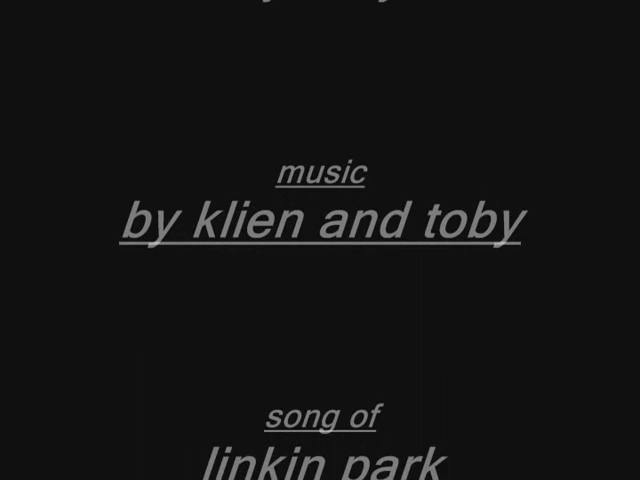 music
by klien and toby
song of
linkin park